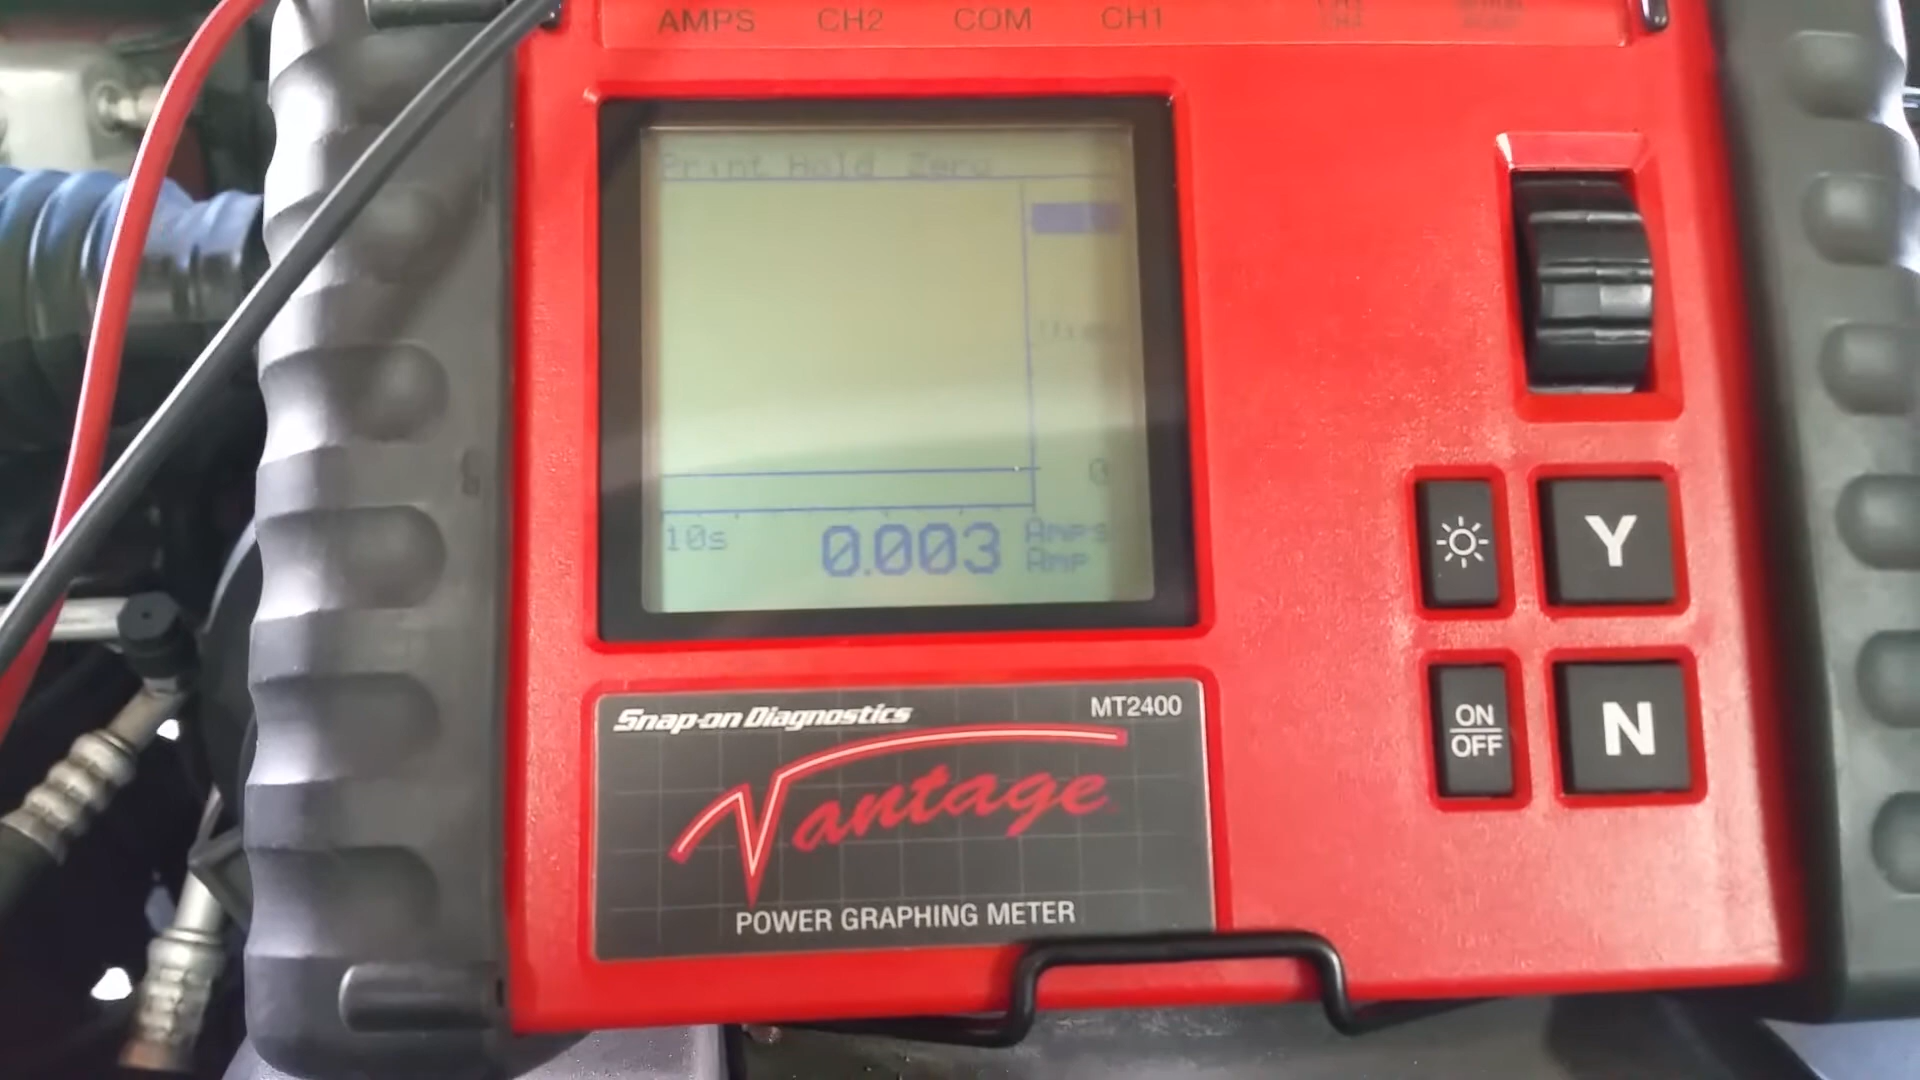 AMPS CH2 COM CH1
Print Hold Zero
0
10s 0.003 Amps
Amp
Y
ON
OFF
N
Snap-on Diagnostics MT2400
Vantage
POWER GRAPHING METER